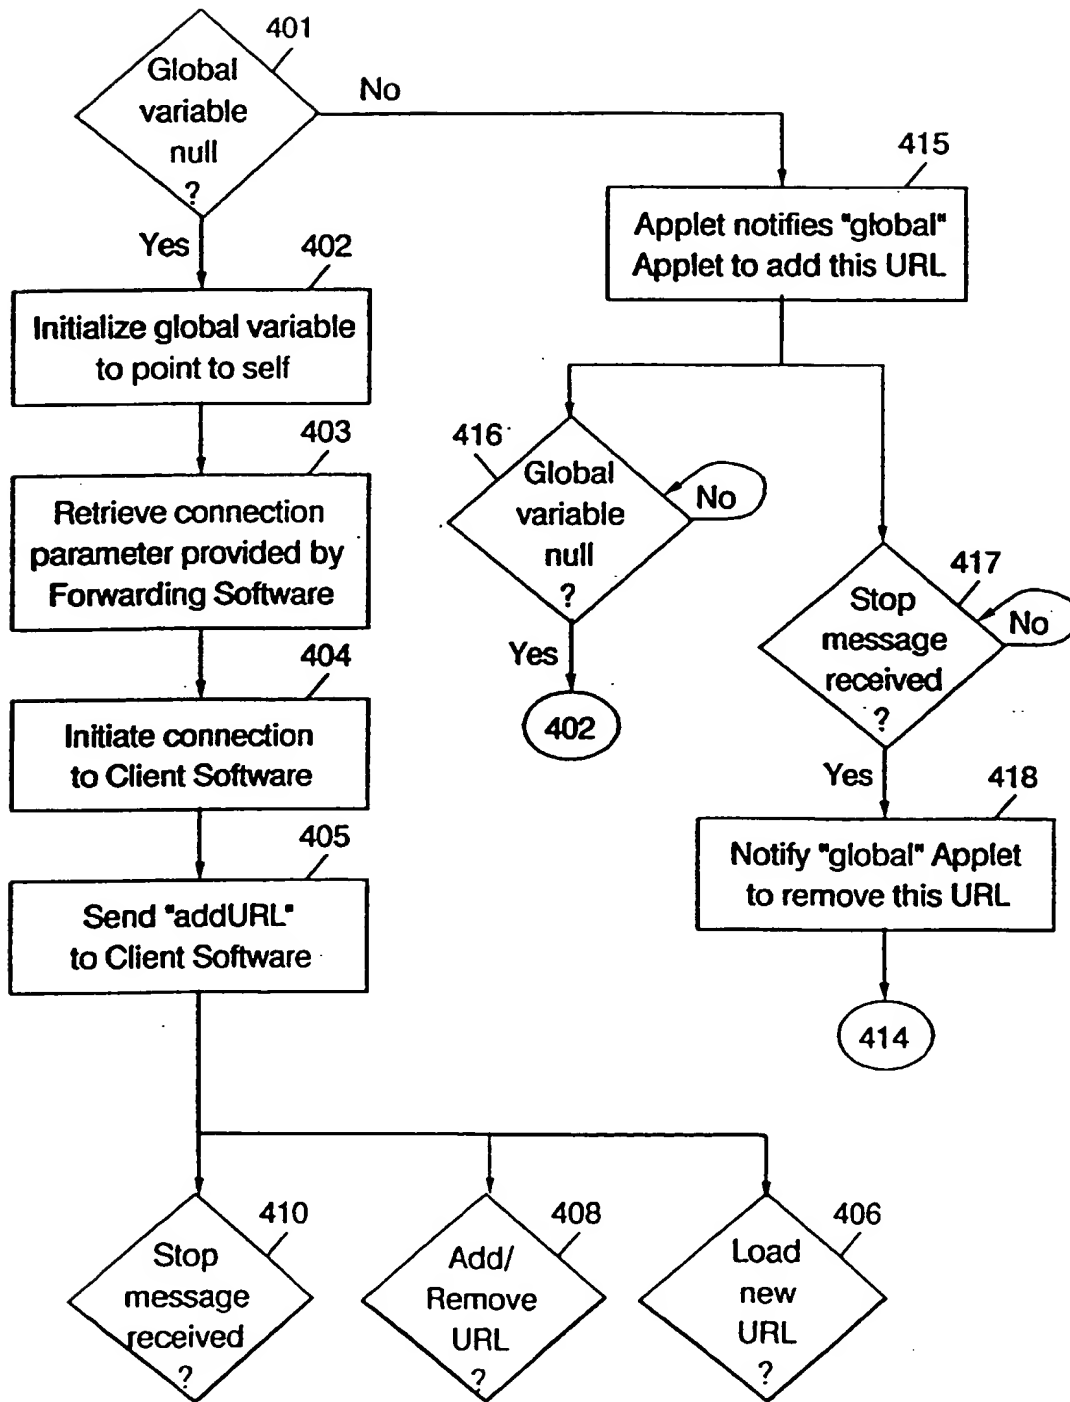 401
Global
variable
null
?
No
Yes
402
Initialize global variable
to point to self
403
Retrieve connection
parameter provided by
Forwarding Software
404
Initiate connection
to Client Software
405
Send "addURL"
to Client Software
415
Applet notifies "global"
Applet to add this URL
416
Global
variable
null
?
No
Yes
402
417
Stop
message
received
?
No
Yes
418
Notify "global" Applet
to remove this URL
414
410
Stop
message
received
?
408
Add/
Remove
URL
?
406
Load
new
URL
?